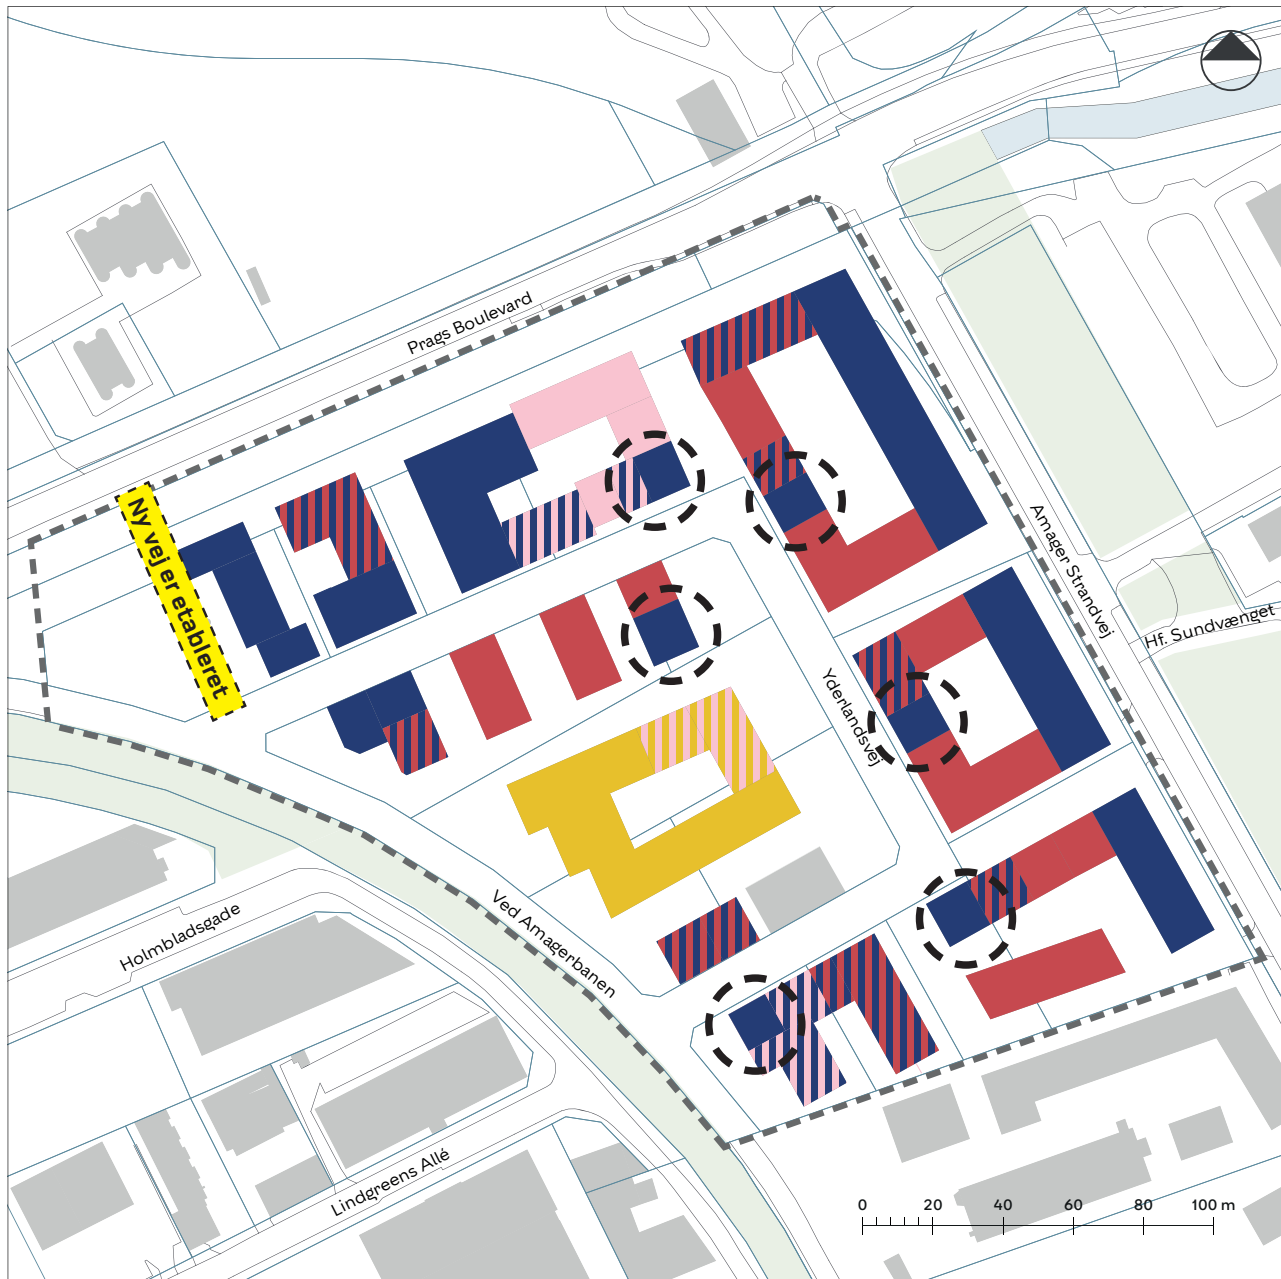 Prags Boulevard
Ny vej er etableret
Amager Strandvej
Hf. Sundvænget
Yderlandsvej
Ved Amagerbanen
Holmbladsgade
Lindgreens Allé
0 20 40 60 80 100 m